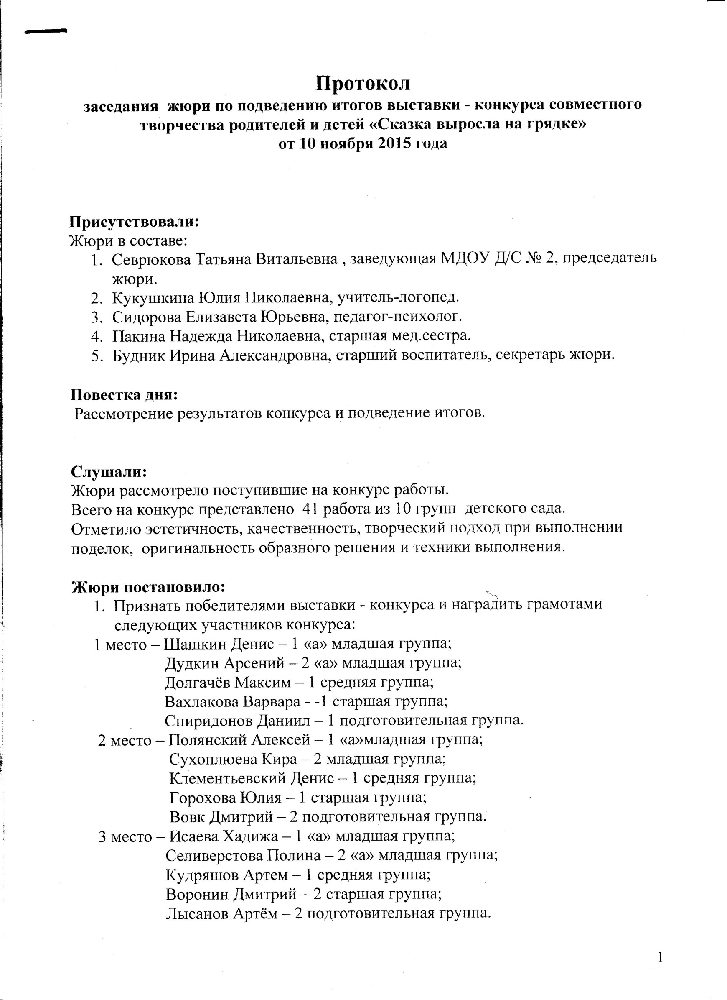 Протокол
заседания  жюри по подведению итогов выставки - конкурса совместного
творчества родителей и детей «Сказка выросла на грядке»
от 10 ноября 2015 года
Присутствовали:
Жюри в составе:
1. Севрюкова Татьяна Витальевна , заведующая МДОУ Д/С № 2, председатель
жюри.
2. Кукушкина Юлия Николаевна, учитель-логопед.
3. Сидорова Елизавета Юрьевна, педагог-психолог.
4. Пакина Надежда Николаевна, старшая мед.сестра.
5. Будник Ирина Александровна, старший воспитатель, секретарь жюри.
Повестка дня:
Рассмотрение результатов конкурса и подведение итогов.
Слушали:
Жюри рассмотрело поступившие на конкурс работы.
Всего на конкурс представлено  41 работа из 10 групп  детского сада.
Отметило эстетичность, качественность, творческий подход при выполнении
поделок,  оригинальность образного решения и техники выполнения.
Жюри постановило:
1. Признать победителями выставки - конкурса и наградить грамотами
следующих участников конкурса:
1 место – Шашкин Денис – 1 «а» младшая группа;
Дудкин Арсений – 2 «а» младшая группа;
Долгачёв Максим – 1 средняя группа;
Вахлакова Варвара - -1 старшая группа;
Спиридонов Даниил – 1 подготовительная группа.
2 место – Полянский Алексей – 1 «а»младшая группа;
Сухоплюева Кира – 2 младшая группа;
Клементьевский Денис – 1 средняя группа;
Горохова Юлия – 1 старшая группа;
Вовк Дмитрий – 2 подготовительная группа.
3 место – Исаева Хадижа – 1 «а» младшая группа;
Селиверстова Полина – 2 «а» младшая группа;
Кудряшов Артем – 1 средняя группа;
Воронин Дмитрий – 2 старшая группа;
Лысанов Артём – 2 подготовительная группа.
1